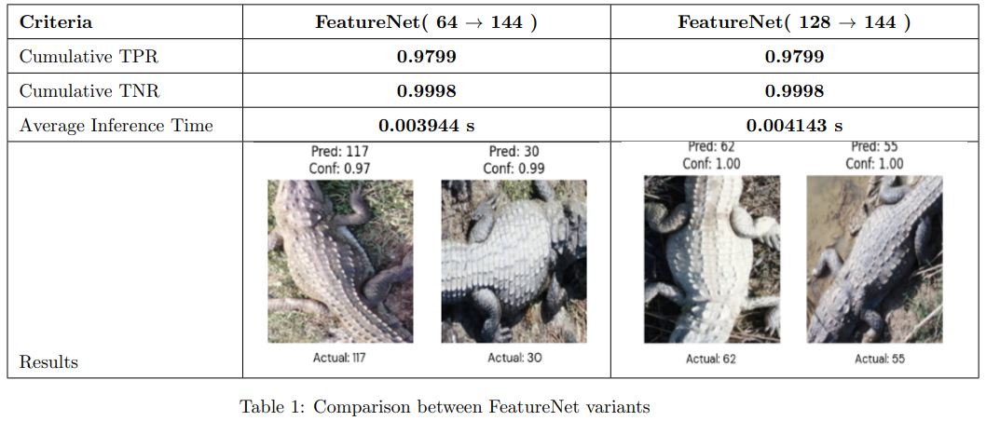 Criteria FeatureNet( 64 → 144 ) FeatureNet( 128 → 144 )
Cumulative TPR 0.9799 0.9799
Cumulative TNR 0.9998 0.9998
Average Inference Time 0.003944 s 0.004143 s
Pred: 117 Pred: 30 Pred: 62 Pred: 55
Conf: 0.97 Conf: 0.99 Conf: 1.00 Conf: 1.00
Results Actual: 117 Actual: 30 Actual: 62 Actual: 55
Table 1: Comparison between FeatureNet variants